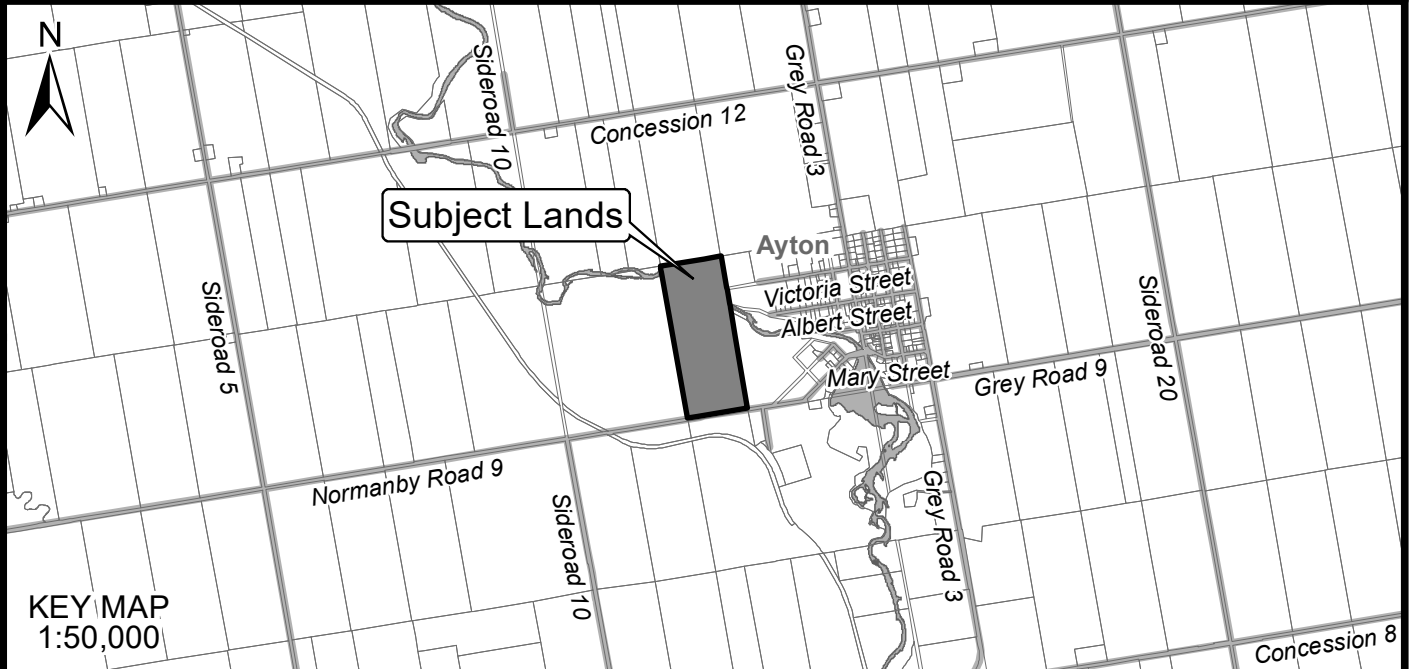 N
Sideroad 10
Grey Road 3
Concession 12
Subject Lands
Ayton
Victoria Street
Albert Street
Mary Street
Sideroad 5
Sideroad 20
Grey Road 9
Normanby Road 9
Sideroad 10
Grey Road 3
KEY MAP
1:50,000
Concession 8